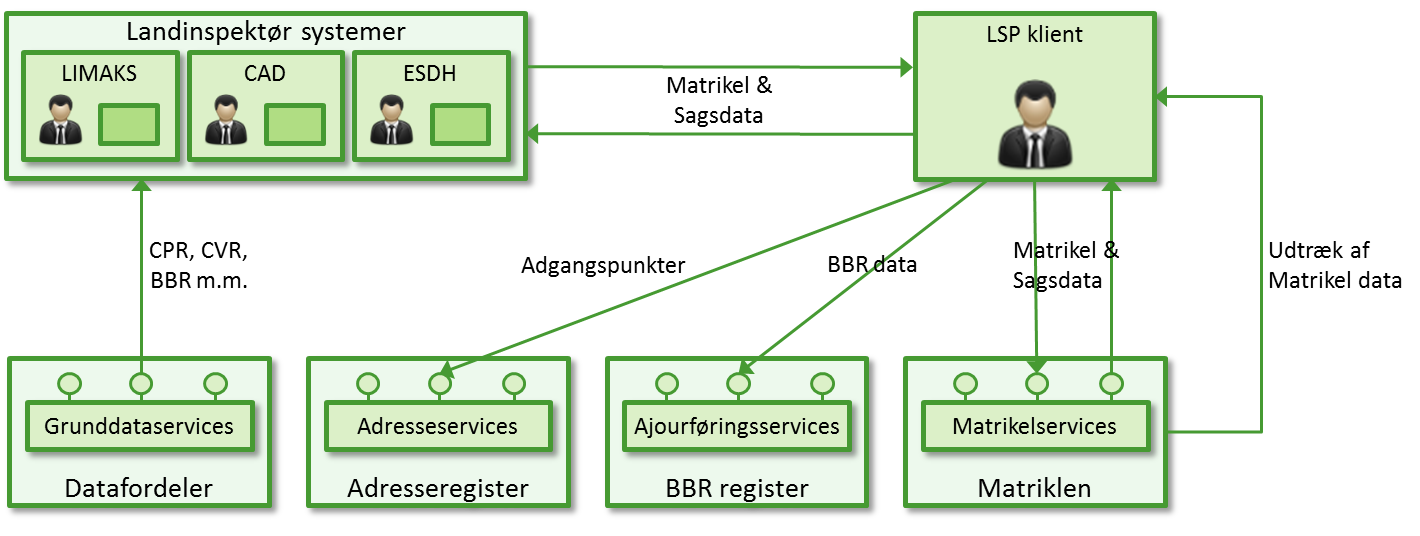 Landinspektør systemer
LIMAKS
CAD
ESDH
LSP klient
Matrikel &
Sagsdata
CPR, CVR,
BBR m.m.
Adgangspunkter
BBR data
Matrikel &
Sagsdata
Udtræk af
Matrikel data
Grunddataservices
Datafordeler
Adresseservices
Adresseregister
Ajourføringsservices
BBR register
Matrikelservices
Matriklen